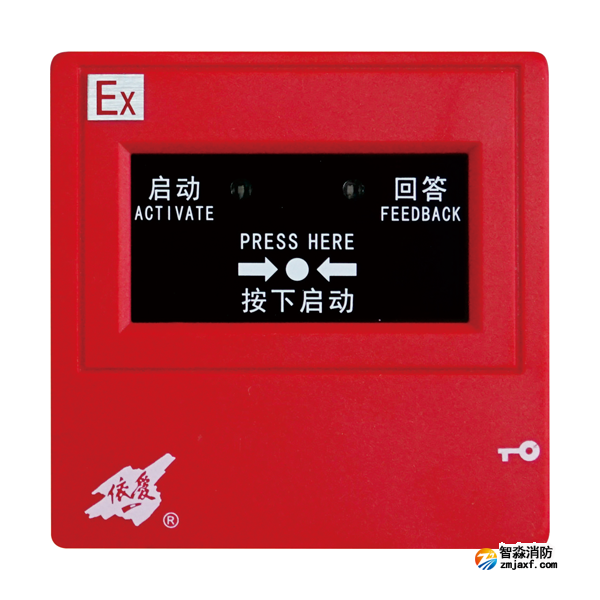 Ex
启动
ACTIVATE
回答
FEEDBACK
PRESS HERE
按下启动
依爱
®
智淼消防
zmjaxf.com